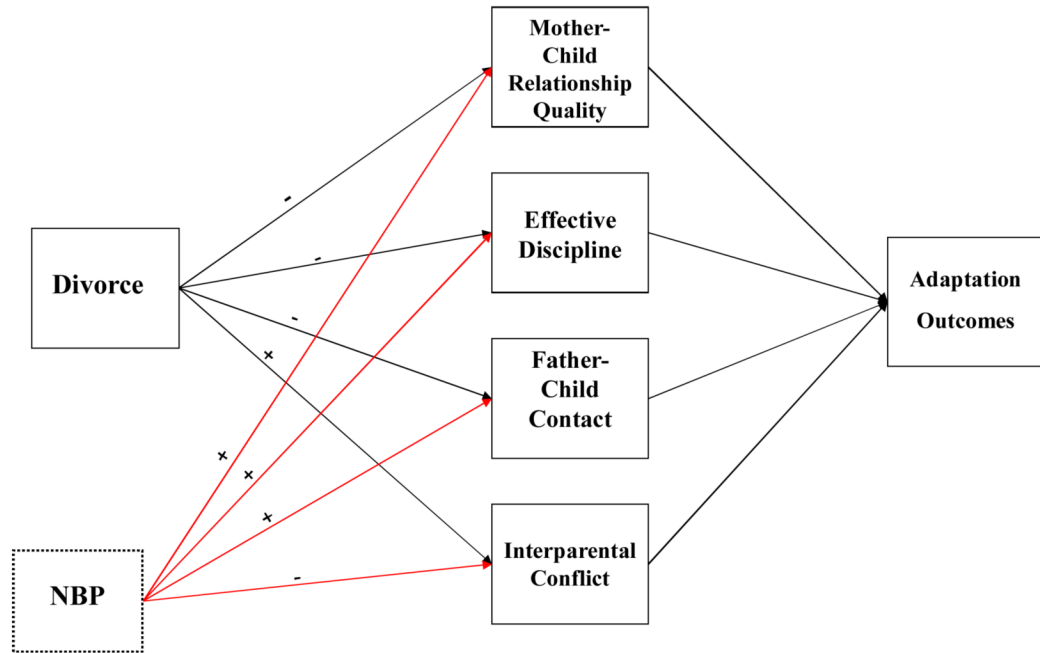 Mother-
Child
Relationship
Quality
-
Effective
Discipline
-
Divorce
Adaptation
Outcomes
-
+
Father-
Child
Contact
+
+
+
Interparental
Conflict
-
NBP